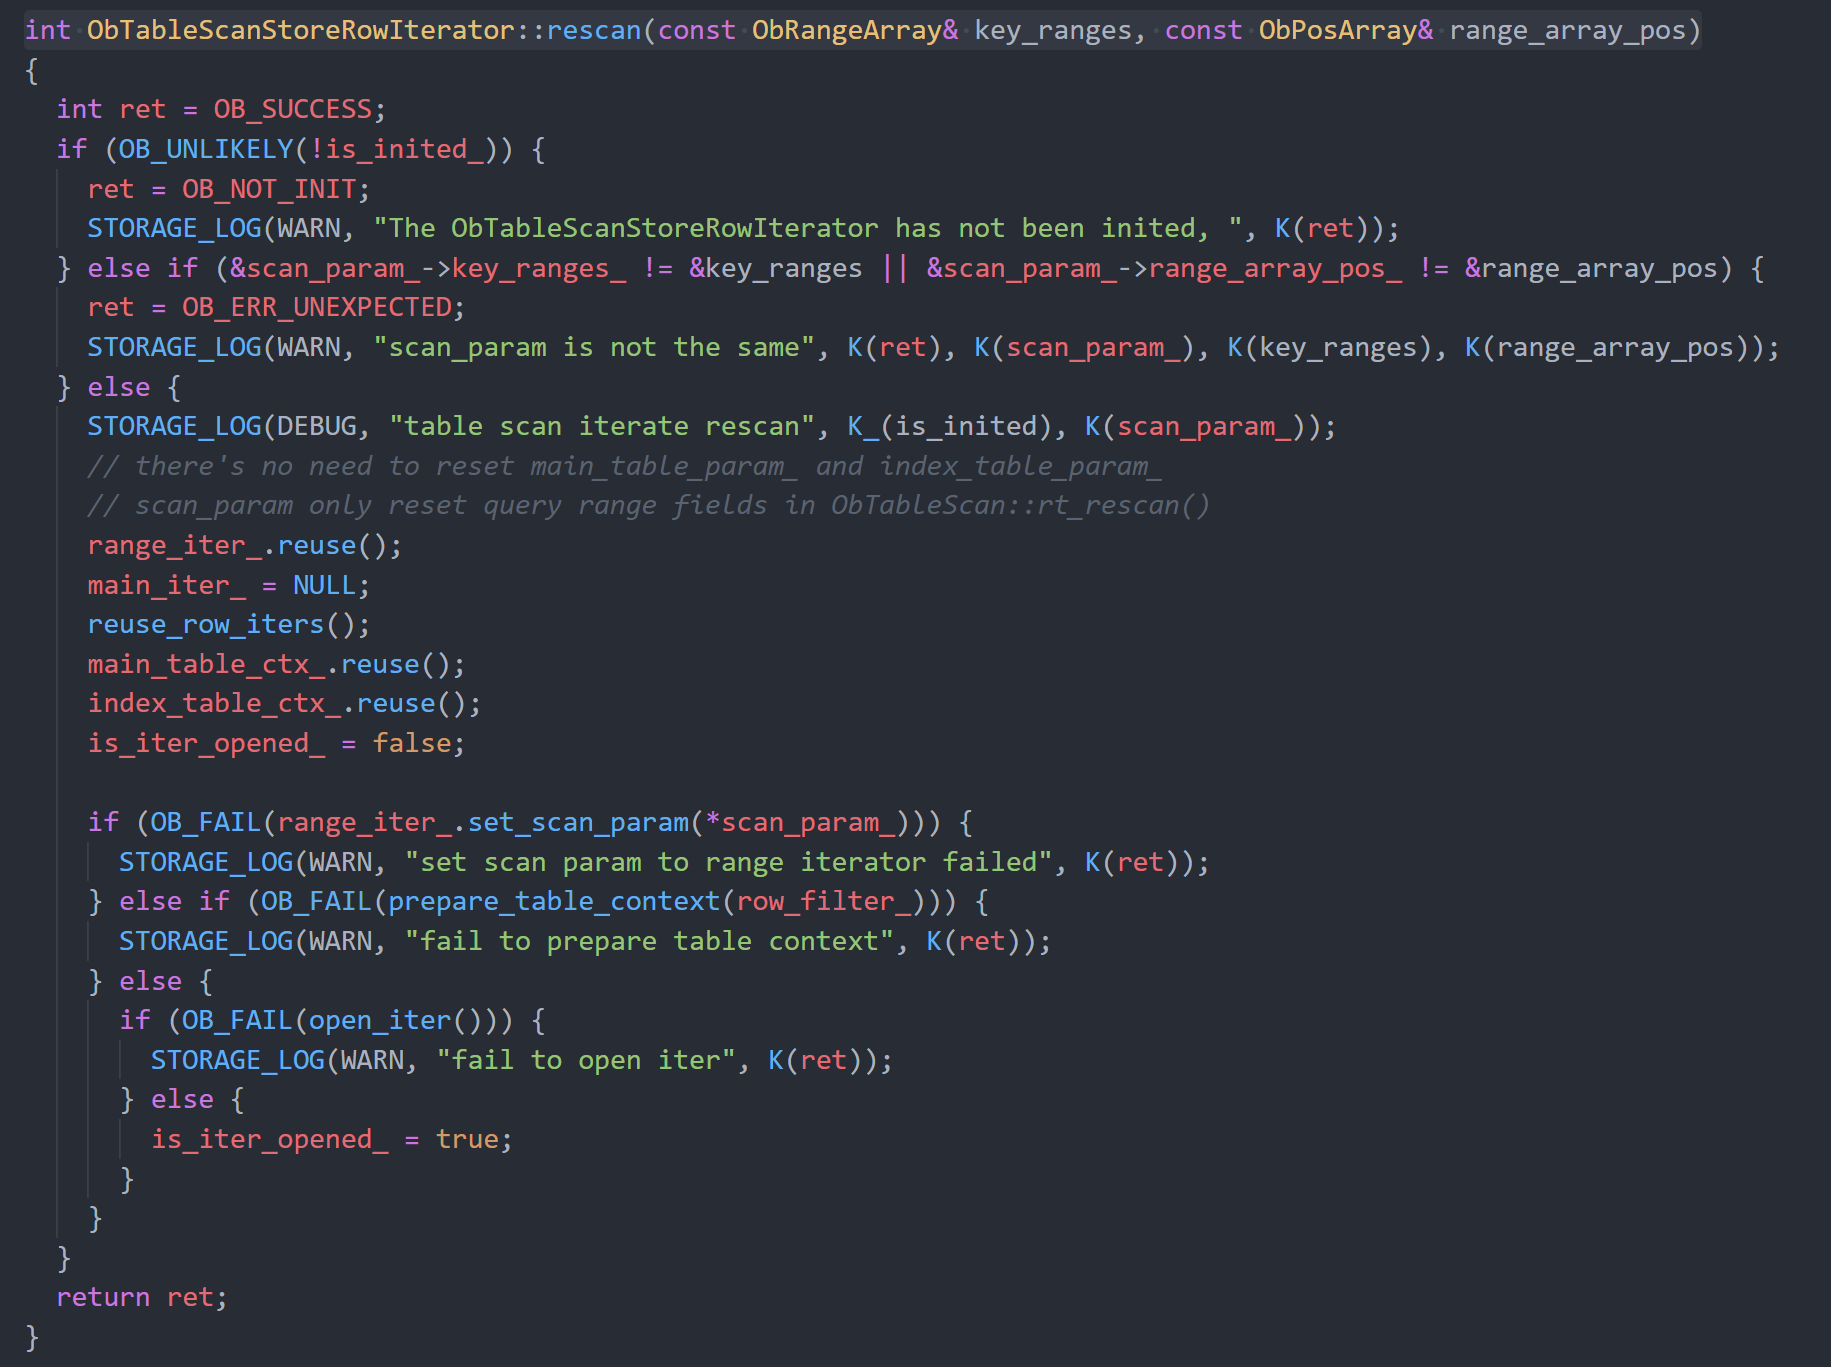 int ObTableScanStoreRowIterator::rescan(const ObRangeArray& key_ranges, const ObPosArray& range_array_pos)
{
  int ret = OB_SUCCESS;
  if (OB_UNLIKELY(!is_inited_)) {
    ret = OB_NOT_INIT;
    STORAGE_LOG(WARN, "The ObTableScanStoreRowIterator has not been inited, ", K(ret));
  } else if (&scan_param_->key_ranges_ != &key_ranges || &scan_param_->range_array_pos_ != &range_array_pos) {
    ret = OB_ERR_UNEXPECTED;
    STORAGE_LOG(WARN, "scan_param is not the same", K(ret), K(scan_param_), K(key_ranges), K(range_array_pos));
  } else {
    STORAGE_LOG(DEBUG, "table scan iterate rescan", K_(is_inited), K(scan_param_));
    // there's no need to reset main_table_param_ and index_table_param_
    // scan_param only reset query range fields in ObTableScan::rt_rescan()
    range_iter_.reuse();
    main_iter_ = NULL;
    reuse_row_iters();
    main_table_ctx_.reuse();
    index_table_ctx_.reuse();
    is_iter_opened_ = false;

    if (OB_FAIL(range_iter_.set_scan_param(*scan_param_))) {
      STORAGE_LOG(WARN, "set scan param to range iterator failed", K(ret));
    } else if (OB_FAIL(prepare_table_context(row_filter_))) {
      STORAGE_LOG(WARN, "fail to prepare table context", K(ret));
    } else {
      if (OB_FAIL(open_iter())) {
        STORAGE_LOG(WARN, "fail to open iter", K(ret));
      } else {
        is_iter_opened_ = true;
      }
    }
  }
  return ret;
}